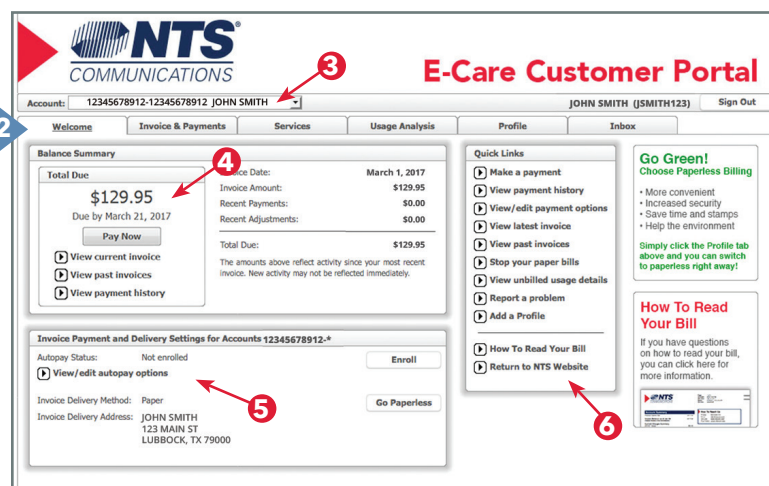 NTS
COMMUNICATIONS
E-Care Customer Portal
3
Account: 12345678912-12345678912 JOHN SMITH
JOHN SMITH (JSMITH123) Sign Out
2
Welcome Invoice & Payments Services Usage Analysis Profile Inbox
Balance Summary
Total Due
$129.95
Due by March 21, 2017
Pay Now
View current invoice
View past invoices
View payment history
4
Date: March 1, 2017
Invoice Amount: $129.95
Recent Payments: $0.00
Recent Adjustments: $0.00
Total Due: $129.95
The amounts above reflect activity since your most recent
invoice. New activity may not be reflected immediately.
Invoice Payment and Delivery Settings for Accounts 12345678912-*
Autopay Status: Not enrolled
Enroll
View/edit autopay options
5
Invoice Delivery Method: Paper
Go Paperless
Invoice Delivery Address: JOHN SMITH
123 MAIN ST
LUBBOCK, TX 79000
Quick Links
Make a payment
View payment history
View/edit payment options
View latest invoice
View past invoices
Stop your paper bills
View unbilled usage details
Report a problem
Add a Profile
How To Read Your Bill
Return to NTS Website
6
Go Green!
Choose Paperless Billing
• More convenient
• Increased security
• Save time and stamps
• Help the environment
Simply click the Profile tab
above and you can switch
to paperless right away!
How To Read
Your Bill
If you have questions
on how to read your bill,
you can click here for
more information.
NTS